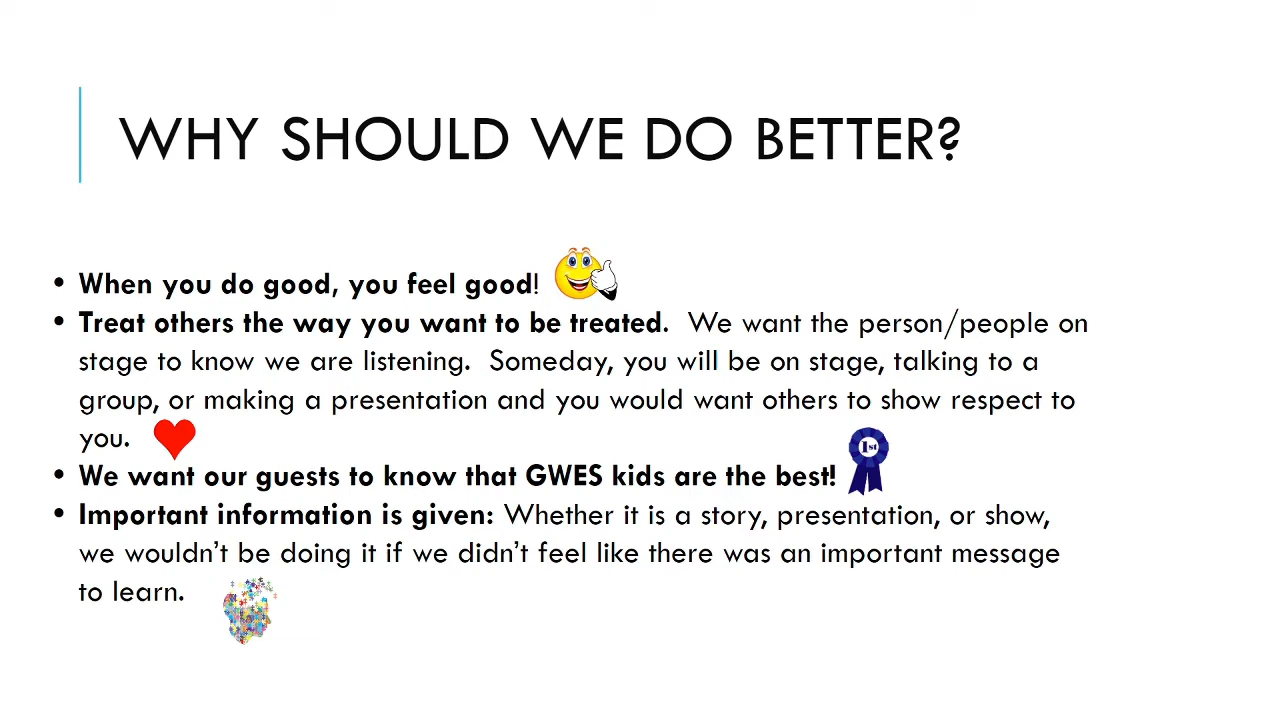 WHY SHOULD WE DO BETTER?
• When you do good, you feel good!
• Treat others the way you want to be treated.  We want the person/people on
stage to know we are listening.  Someday, you will be on stage, talking to a
group, or making a presentation and you would want others to show respect to
you.
1st
• We want our guests to know that GWES kids are the best!
• Important information is given: Whether it is a story, presentation, or show,
we wouldn’t be doing it if we didn’t feel like there was an important message
to learn.